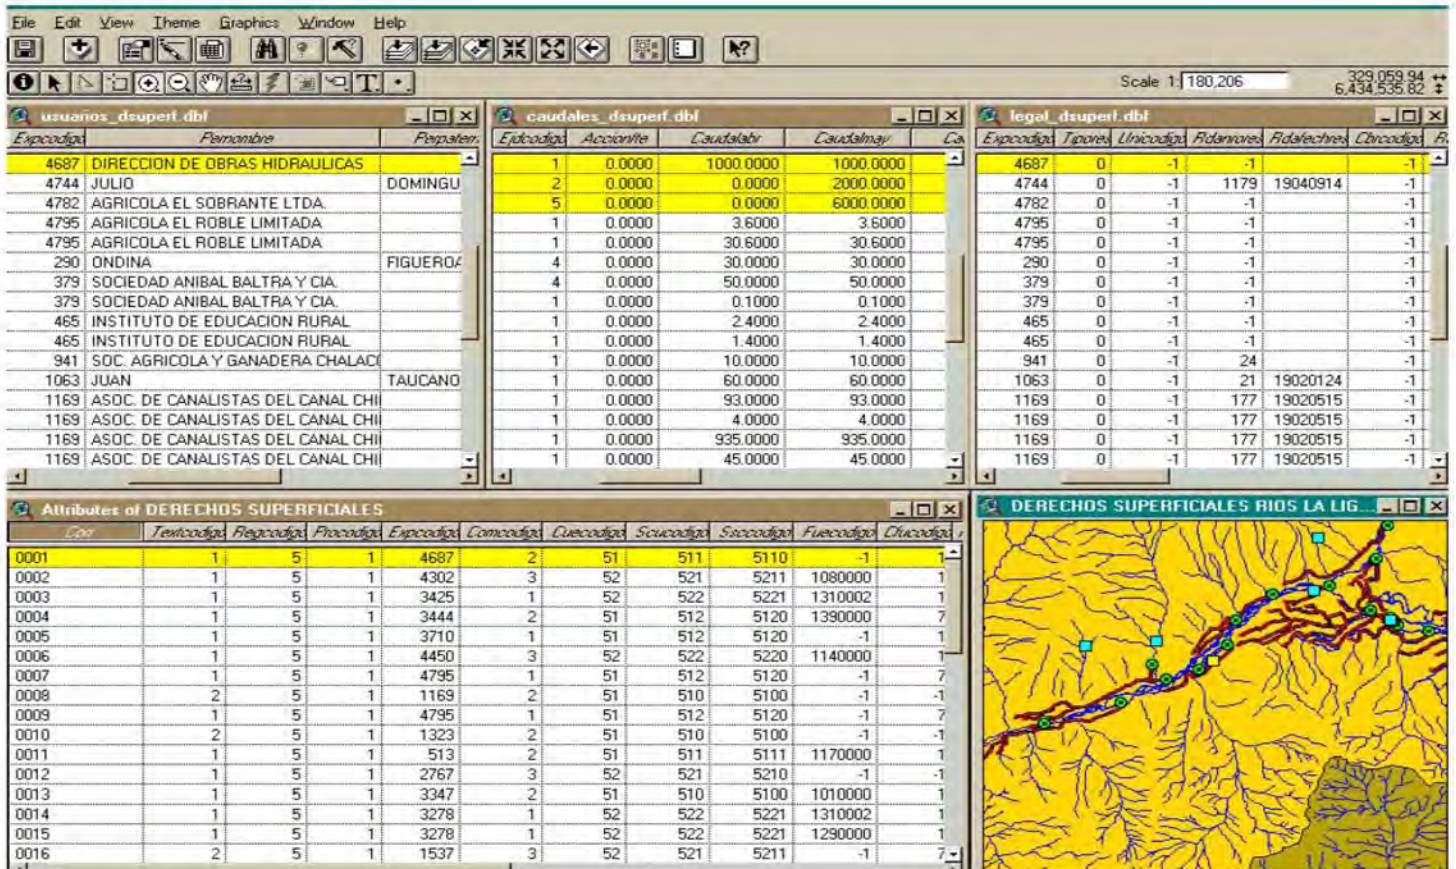 File Edit View Theme Graphics Window Help
Scale 1: 180,206
329,059.94
6,434,535.82
usuarios_dsuperf.dbf
Expcodigo Pernombre Perpatern
4687 DIRECCION DE OBRAS HIDRAULICAS
4744 JULIO DOMINGU
4782 AGRICOLA EL SOBRANTE LTDA.
4795 AGRICOLA EL ROBLE LIMITADA
4795 AGRICOLA EL ROBLE LIMITADA
290 ONDINA FIGUEROA
379 SOCIEDAD ANIBAL BALTRA Y CIA.
379 SOCIEDAD ANIBAL BALTRA Y CIA.
465 INSTITUTO DE EDUCACION RURAL
465 INSTITUTO DE EDUCACION RURAL
941 SOC. AGRICOLA Y GANADERA CHALACO
1063 JUAN TAUCANO
1169 ASOC. DE CANALISTAS DEL CANAL CHI
1169 ASOC. DE CANALISTAS DEL CANAL CHI
1169 ASOC. DE CANALISTAS DEL CANAL CHI
1169 ASOC. DE CANALISTAS DEL CANAL CHI
caudales_dsuperf.dbf
Ejdcodigo Caudalabr Caudalmay Ca
1 0.0000 1000.0000 1000.0000
2 0.0000 0.0000 2000.0000
5 0.0000 0.0000 6000.0000
1 0.0000 3.6000 3.6000
1 0.0000 30.6000 30.6000
4 0.0000 30.0000 30.0000
4 0.0000 50.0000 50.0000
1 0.0000 0.1000 0.1000
1 0.0000 2.4000 2.4000
1 0.0000 1.4000 1.4000
1 0.0000 10.0000 10.0000
1 0.0000 60.0000 60.0000
1 0.0000 93.0000 93.0000
1 0.0000 4.0000 4.0000
1 0.0000 935.0000 935.0000
1 0.0000 45.0000 45.0000
legal_dsuperf.dbf
Expcodigo Tipores Unicodigo Cbrcodigo R
4687 0 -1 -1 -1
4744 0 -1 1179 19040914 -1
4782 0 -1 -1 -1
4795 0 -1 -1 -1
4795 0 -1 -1 -1
290 0 -1 -1 -1
379 0 -1 -1 -1
379 0 -1 -1 -1
465 0 -1 -1 -1
465 0 -1 -1 -1
941 0 -1 24 -1
1063 0 -1 21 19020124 -1
1169 0 -1 177 19020515 -1
1169 0 -1 177 19020515 -1
1169 0 -1 177 19020515 -1
1169 0 -1 177 19020515 -1
Attributes of DERECHOS SUPERFICIALES
Corr Textcodigo Regcodigo Procodigo Expcodigo Comcodigo Cuecodigo Scucodigo Sscocodigo Fuecodigo Cfucodigo
0001 1 5 1 4687 2 51 511 5110 -1 1
0002 1 5 1 4302 3 52 521 5211 1080000 1
0003 1 5 1 3425 1 52 522 5221 1310002 1
0004 1 5 1 3444 2 51 512 5120 1390000 7
0005 1 5 1 3710 1 51 512 5120 -1 1
0006 1 5 1 4450 3 52 522 5220 1140000 1
0007 1 5 1 4795 1 51 512 5120 -1 7
0008 2 5 1 1169 2 51 510 5100 -1 -1
0009 1 5 1 4795 1 51 512 5120 -1 7
0010 2 5 1 1323 2 51 510 5100 -1 -1
0011 1 5 1 513 2 51 511 5111 1170000 1
0012 1 5 1 2767 3 52 521 5210 -1 -1
0013 1 5 1 3347 2 51 510 5100 1010000 1
0014 1 5 1 3278 1 52 522 5221 1310002 1
0015 1 5 1 3278 1 52 522 5221 1290000 1
0016 2 5 1 1537 3 52 521 5211 -1 7
DERECHOS SUPERFICIALES RIOS LA LIG...